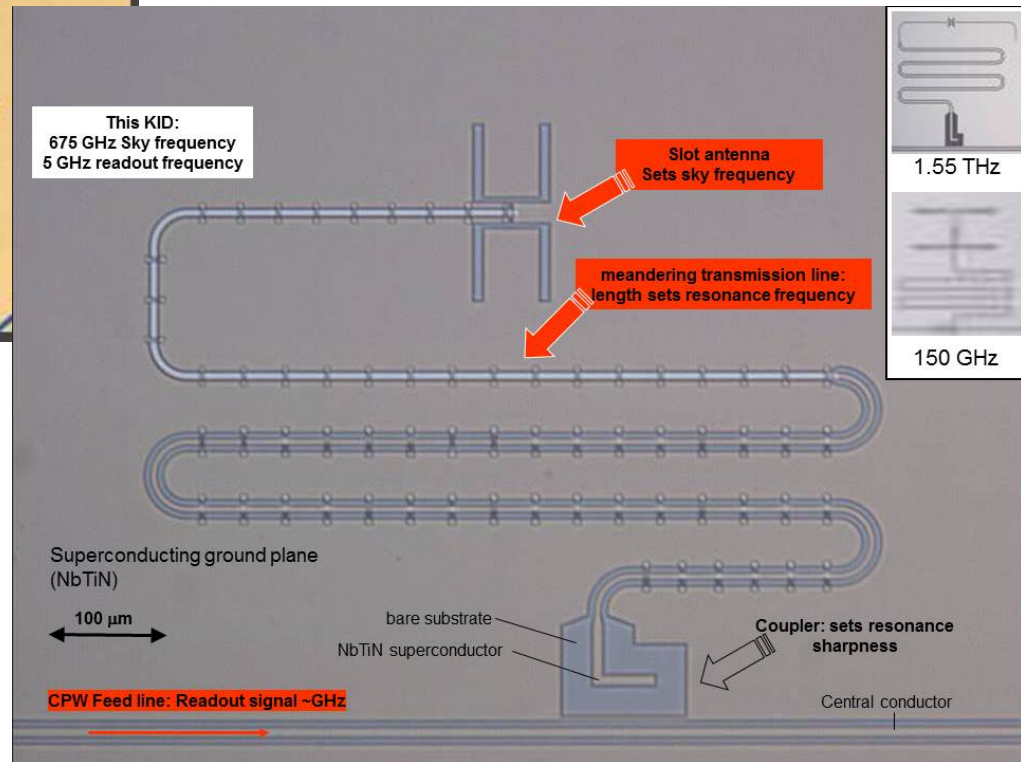 This KID:
675 GHz Sky frequency
5 GHz readout frequency
Slot antenna
Sets sky frequency
1.55 THz
meandering transmission line:
length sets resonance frequency
150 GHz
Superconducting ground plane
(NbTiN)
100 μm
bare substrate
NbTiN superconductor
Coupler: sets resonance
sharpness
CPW Feed line: Readout signal ~GHz
Central conductor